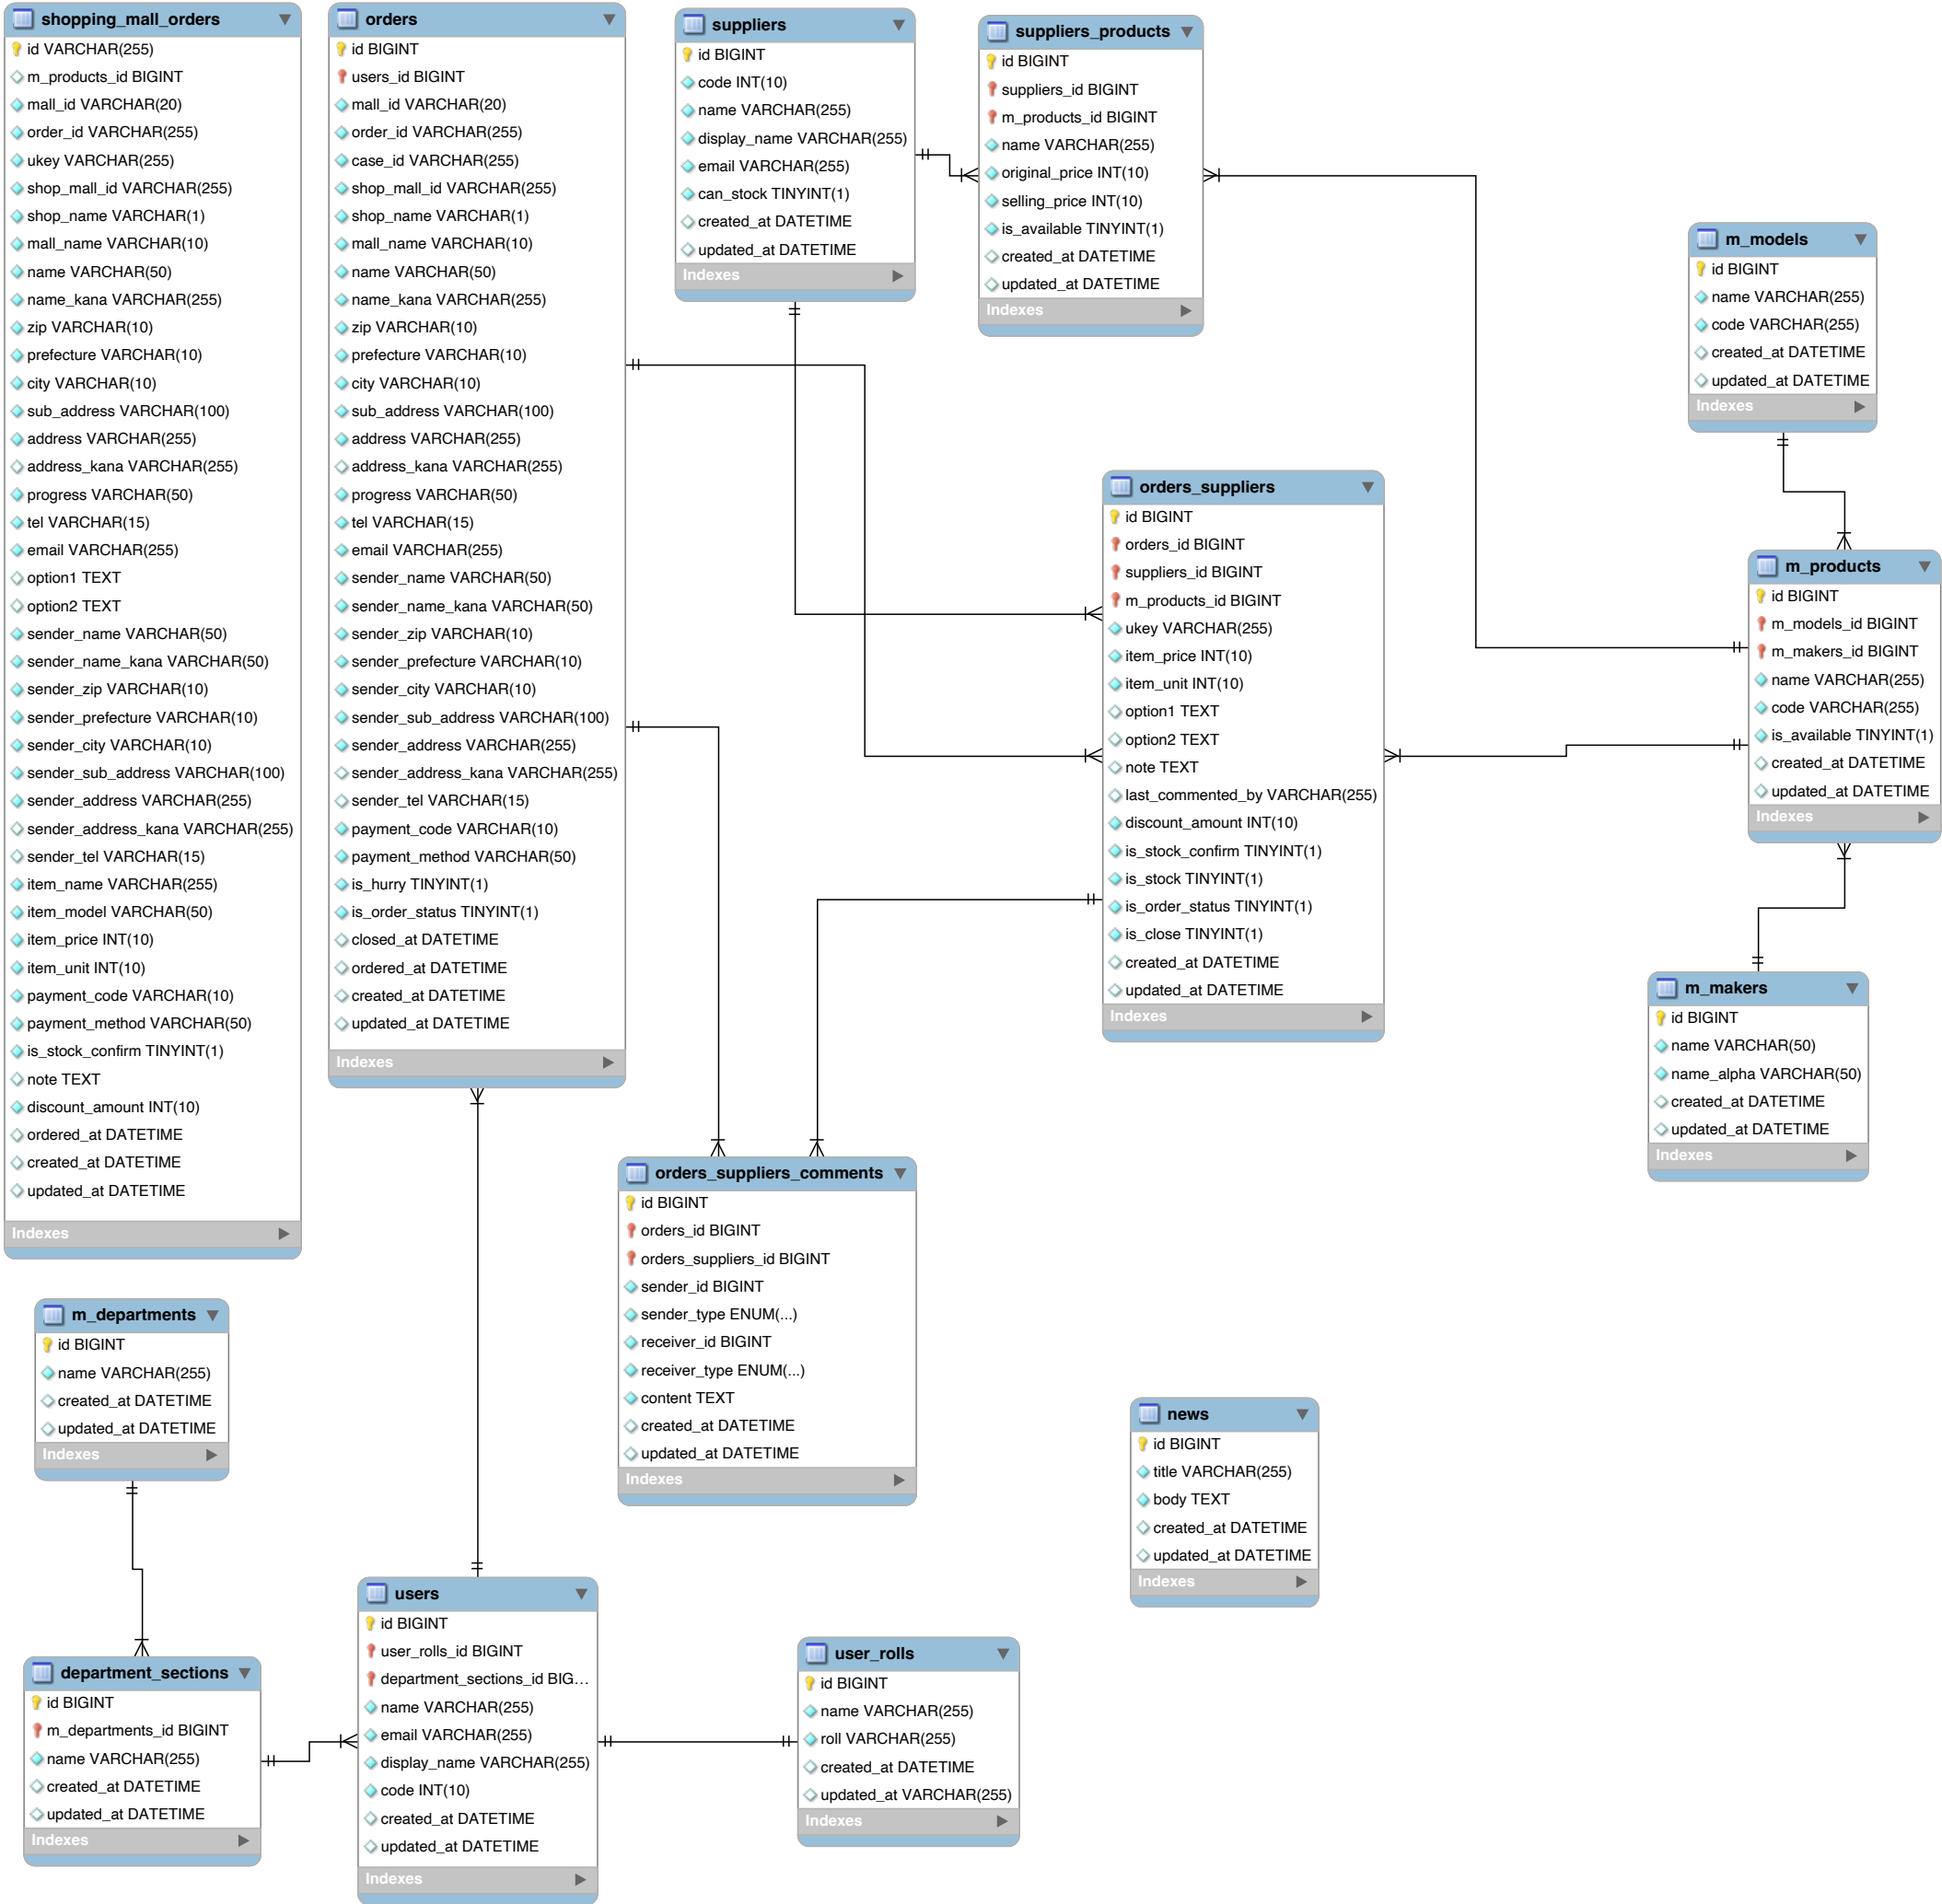 shopping_mall_orders
id VARCHAR(255)
m_products_id BIGINT
mall_id VARCHAR(20)
order_id VARCHAR(255)
ukey VARCHAR(255)
shop_mall_id VARCHAR(255)
shop_name VARCHAR(1)
mall_name VARCHAR(10)
name VARCHAR(50)
name_kana VARCHAR(255)
zip VARCHAR(10)
prefecture VARCHAR(10)
city VARCHAR(10)
sub_address VARCHAR(100)
address VARCHAR(255)
address_kana VARCHAR(255)
progress VARCHAR(50)
tel VARCHAR(15)
email VARCHAR(255)
option1 TEXT
option2 TEXT
sender_name VARCHAR(50)
sender_name_kana VARCHAR(50)
sender_zip VARCHAR(10)
sender_prefecture VARCHAR(10)
sender_city VARCHAR(10)
sender_sub_address VARCHAR(100)
sender_address VARCHAR(255)
sender_address_kana VARCHAR(255)
sender_tel VARCHAR(15)
item_name VARCHAR(255)
item_model VARCHAR(50)
item_price INT(10)
item_unit INT(10)
payment_code VARCHAR(10)
payment_method VARCHAR(50)
is_stock_confirm TINYINT(1)
note TEXT
discount_amount INT(10)
ordered_at DATETIME
created_at DATETIME
updated_at DATETIME
Indexes
orders
id BIGINT
users_id BIGINT
mall_id VARCHAR(20)
order_id VARCHAR(255)
case_id VARCHAR(255)
shop_mall_id VARCHAR(255)
shop_name VARCHAR(1)
mall_name VARCHAR(10)
name VARCHAR(50)
name_kana VARCHAR(255)
zip VARCHAR(10)
prefecture VARCHAR(10)
city VARCHAR(10)
sub_address VARCHAR(100)
address VARCHAR(255)
address_kana VARCHAR(255)
progress VARCHAR(50)
tel VARCHAR(15)
email VARCHAR(255)
sender_name VARCHAR(50)
sender_name_kana VARCHAR(50)
sender_zip VARCHAR(10)
sender_prefecture VARCHAR(10)
sender_city VARCHAR(10)
sender_sub_address VARCHAR(100)
sender_address VARCHAR(255)
sender_address_kana VARCHAR(255)
sender_tel VARCHAR(15)
payment_code VARCHAR(10)
payment_method VARCHAR(50)
is_hurry TINYINT(1)
is_order_status TINYINT(1)
closed_at DATETIME
ordered_at DATETIME
created_at DATETIME
updated_at DATETIME
Indexes
suppliers
id BIGINT
code INT(10)
name VARCHAR(255)
display_name VARCHAR(255)
email VARCHAR(255)
can_stock TINYINT(1)
created_at DATETIME
updated_at DATETIME
Indexes
suppliers_products
id BIGINT
suppliers_id BIGINT
m_products_id BIGINT
name VARCHAR(255)
original_price INT(10)
selling_price INT(10)
is_available TINYINT(1)
created_at DATETIME
updated_at DATETIME
Indexes
m_models
id BIGINT
name VARCHAR(255)
code VARCHAR(255)
created_at DATETIME
updated_at DATETIME
Indexes
orders_suppliers
id BIGINT
orders_id BIGINT
suppliers_id BIGINT
m_products_id BIGINT
ukey VARCHAR(255)
item_price INT(10)
item_unit INT(10)
option1 TEXT
option2 TEXT
note TEXT
last_commented_by VARCHAR(255)
discount_amount INT(10)
is_stock_confirm TINYINT(1)
is_stock TINYINT(1)
is_order_status TINYINT(1)
is_close TINYINT(1)
created_at DATETIME
updated_at DATETIME
Indexes
m_products
id BIGINT
m_models_id BIGINT
m_makers_id BIGINT
name VARCHAR(255)
code VARCHAR(255)
is_available TINYINT(1)
created_at DATETIME
updated_at DATETIME
Indexes
m_makers
id BIGINT
name VARCHAR(50)
name_alpha VARCHAR(50)
created_at DATETIME
updated_at DATETIME
Indexes
orders_suppliers_comments
id BIGINT
orders_id BIGINT
orders_suppliers_id BIGINT
sender_id BIGINT
sender_type ENUM(...)
receiver_id BIGINT
receiver_type ENUM(...)
content TEXT
created_at DATETIME
updated_at DATETIME
Indexes
m_departments
id BIGINT
name VARCHAR(255)
created_at DATETIME
updated_at DATETIME
Indexes
news
id BIGINT
title VARCHAR(255)
body TEXT
created_at DATETIME
updated_at DATETIME
Indexes
department_sections
id BIGINT
m_departments_id BIGINT
name VARCHAR(255)
created_at DATETIME
updated_at DATETIME
Indexes
users
id BIGINT
user_rolls_id BIGINT
department_sections_id BIG...
name VARCHAR(255)
email VARCHAR(255)
display_name VARCHAR(255)
code INT(10)
created_at DATETIME
updated_at DATETIME
Indexes
user_rolls
id BIGINT
name VARCHAR(255)
roll VARCHAR(255)
created_at DATETIME
updated_at VARCHAR(255)
Indexes